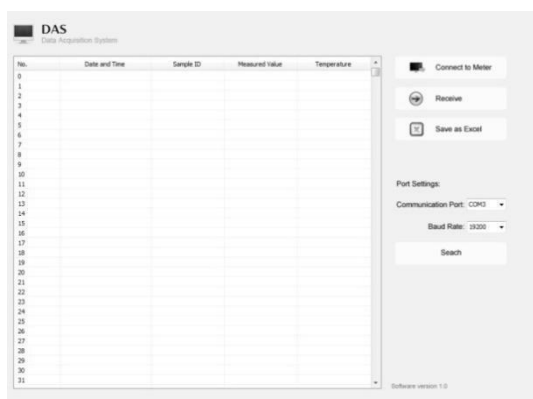 DAS
Data Acquisition System
No. Date and Time Sample ID Measured Value Temperature
0
1
2
3
4
5
6
7
8
9
10
11
12
13
14
15
16
17
18
19
20
21
22
23
24
25
26
27
28
29
30
31
Connect to Meter
Receive
Save as Excel
Port Settings:
Communication Port: COM3
Baud Rate: 19200
Seach
Software version 1.0